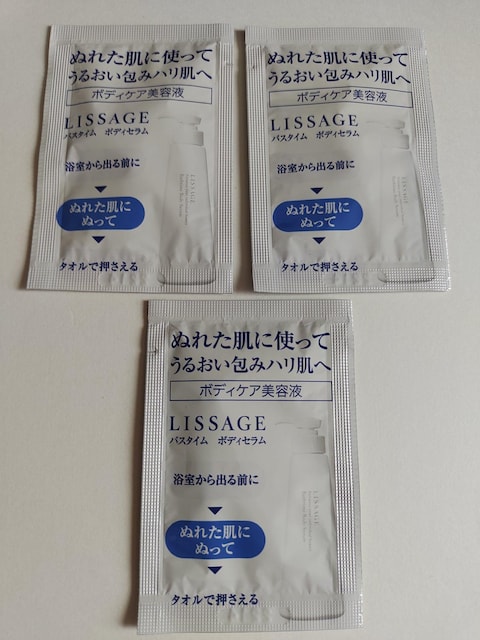 ぬれた肌に使って
うるおい包みハリ肌へ
ボディケア美容液
LISSAGE
バスタイム ボディセラム
浴室から出る前に
ぬれた肌に
ぬって
タオルで押さえる
LISSAGE
ぬれた肌に使って
うるおい包みハリ肌へ
ボディケア美容液
LISSAGE
バスタイム ボディセラム
浴室から出る前に
ぬれた肌に
ぬって
タオルで押さえる
LISSAGE
ぬれた肌に使って
うるおい包みハリ肌へ
ボディケア美容液
LISSAGE
バスタイム ボディセラム
浴室から出る前に
ぬれた肌に
ぬって
タオルで押さえる
LISSAGE